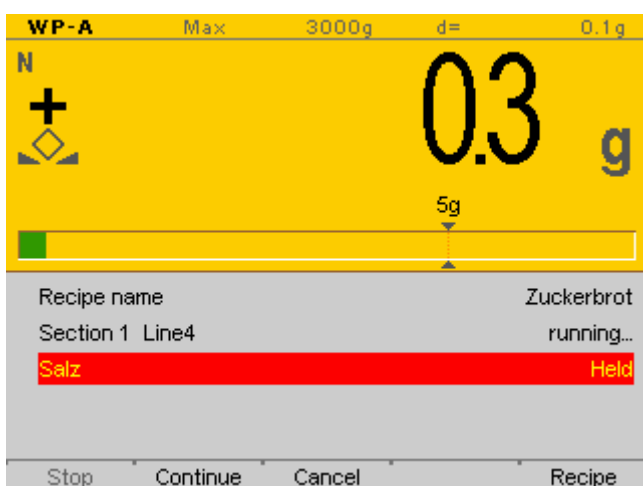 WP-A Max 3000g d= 0.1g
N
0.3 g
5g
Recipe name Zuckerbrot
Section 1 Line4 running...
Salz Held
Stop Continue Cancel Recipe